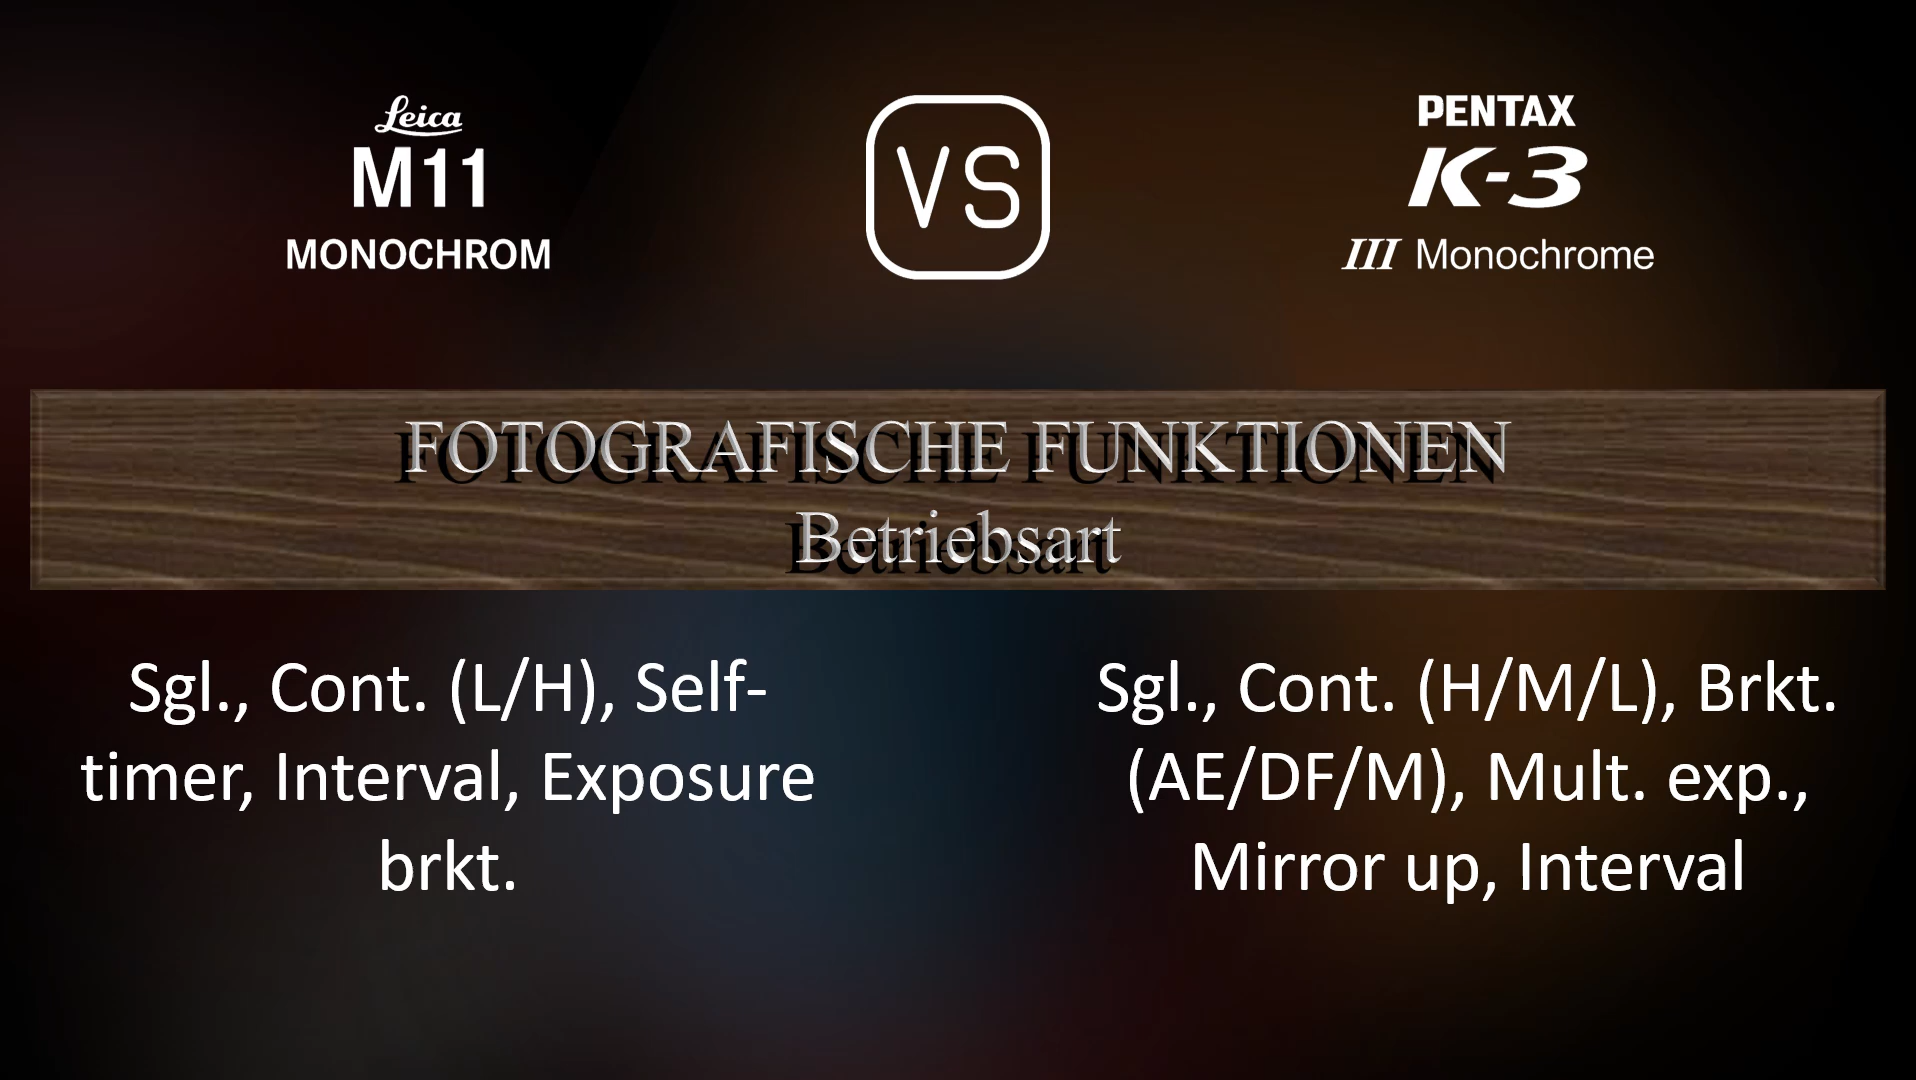 Leica
M11
MONOCHROM
VS
PENTAX
K-3
III Monochrome
FOTOGRAFISCHE FUNKTIONEN
Betriebsart
Sgl., Cont. (L/H), Self-
timer, Interval, Exposure
brkt.
Sgl., Cont. (H/M/L), Brkt.
(AE/DF/M), Mult. exp.,
Mirror up, Interval